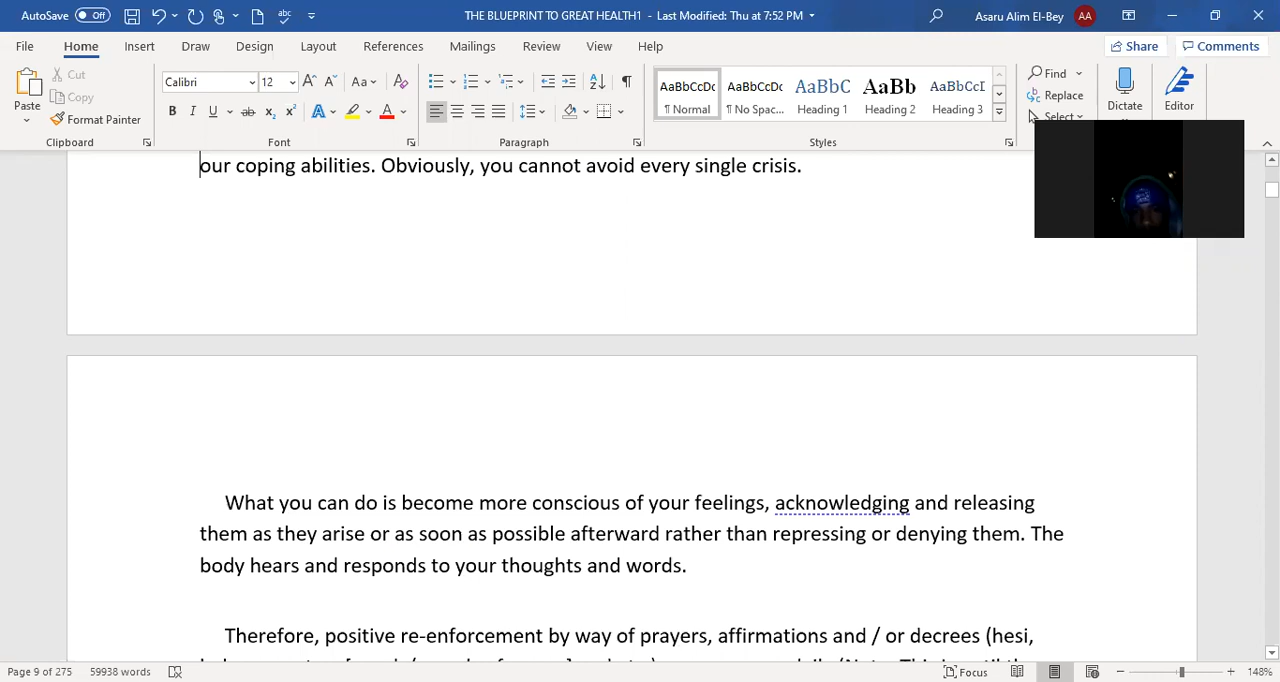 AutoSave Off THE BLUEPRINT TO GREAT HEALTH1 - Last Modified: Thu at 7:52 PM Asaru Alim El-Bey AA
File Home Insert Draw Design Layout References Mailings Review View Help Share Comments
Paste Cut Copy Format Painter
Calibri 12
AaBbCcDc AaBbCcDc AaBbC AaBb AaBbCcI
¶ Normal ¶ No Spac... Heading 1 Heading 2 Heading 3
Find Replace Select Dictate Editor
Clipboard Font Paragraph Styles
our coping abilities. Obviously, you cannot avoid every single crisis.
What you can do is become more conscious of your feelings, acknowledging and releasing
them as they arise or as soon as possible afterward rather than repressing or denying them. The
body hears and responds to your thoughts and words.
Therefore, positive re-enforcement by way of prayers, affirmations and / or decrees (hesi,
Page 9 of 275 59938 words Focus 148%